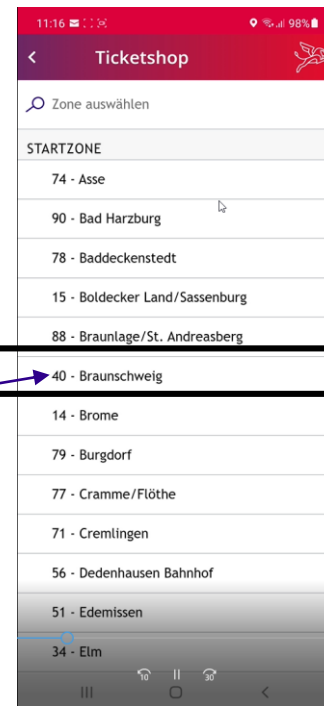 11:16 98%
Ticketshop
Zone auswählen
STARTZONE
74 - Asse
90 - Bad Harzburg
78 - Baddeckenstedt
15 - Boldecker Land/Sassenburg
88 - Braunlage/St. Andreasberg
40 - Braunschweig
14 - Brome
79 - Burgdorf
77 - Cramme/Flöthe
71 - Cremlingen
56 - Dedenhausen Bahnhof
51 - Edemissen
34 - Elm
10 30